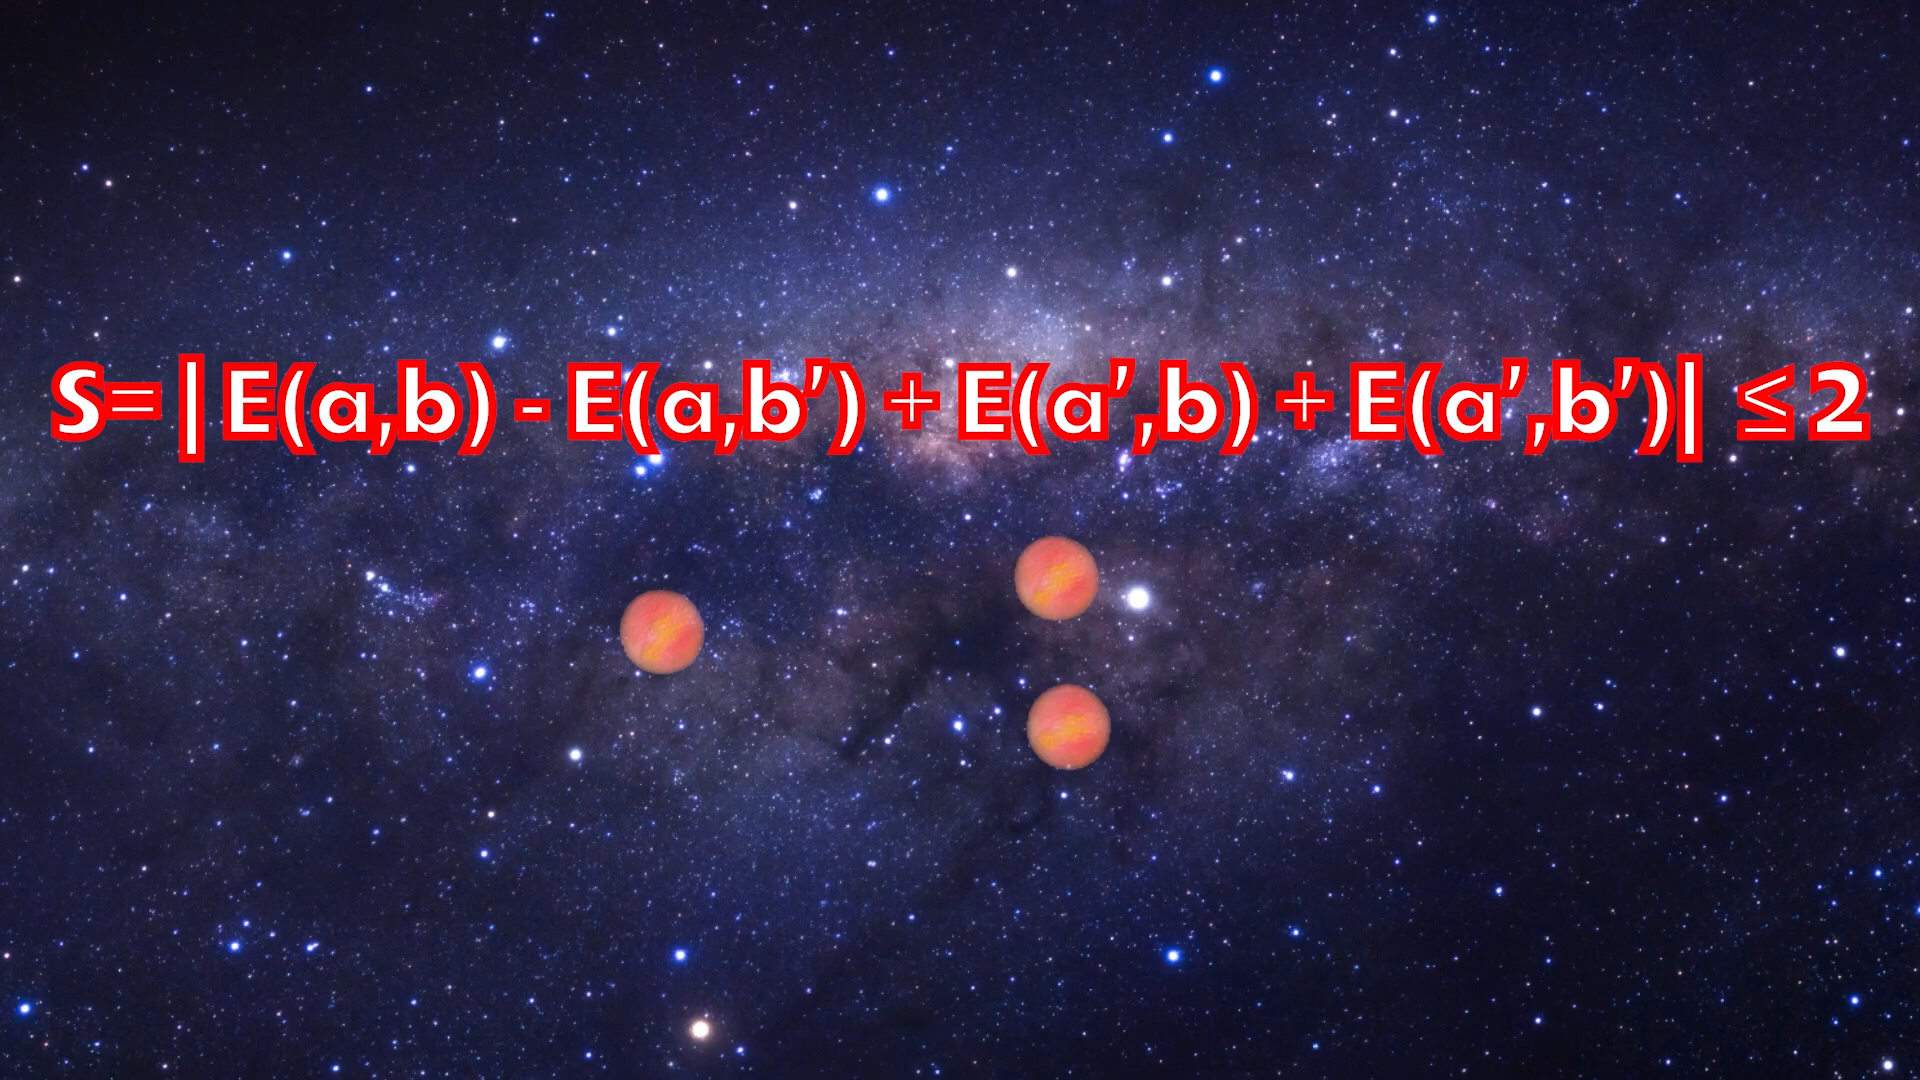 S=|E(a,b) - E(a,b’) + E(a’,b) + E(a’,b’)| ≤2